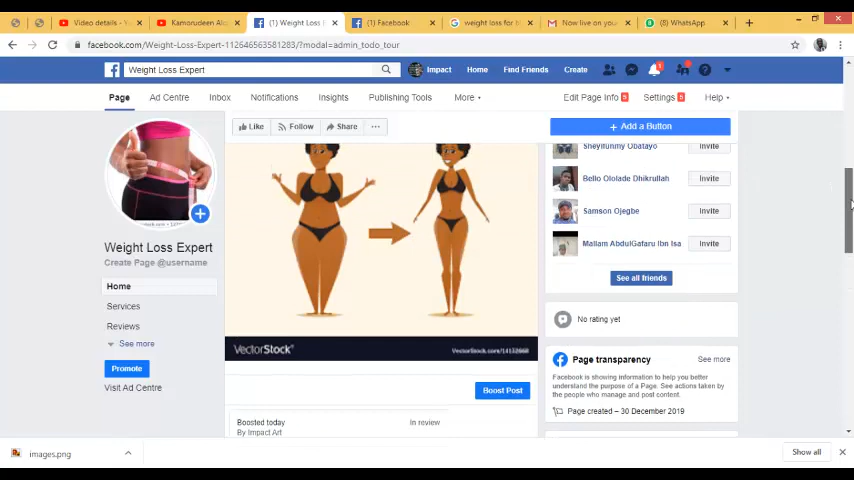 (1) Weight Loss E
Video details - Y
Kamorudeen Al
(1) Facebook
weight loss for
Now live on your
(8) WhatsApp
facebook.com/Weight-Loss-Expert-112646563581283/?modal=admin_todo_tour
Weight Loss Expert
Impact
Home
Find Friends
Create
1
Page
Ad Centre
Inbox
Notifications
Insights
Publishing Tools
More
Edit Page Info 5
Settings 5
Help
Like
Follow
Share
...
+ Add a Button
Sheyifunmy Obatayo
Invite
Bello Ololade Dhikrullah
Invite
Samson Ojegbe
Invite
Mallam AbdulGafaru Ibn Isa
Invite
See all friends
Weight Loss Expert
Create Page @username
Home
Services
Reviews
See more
Promote
Visit Ad Centre
VectorStock®
VectorStock.com/14132668
Boost Post
Boosted today
By Impact Art
In review
No rating yet
Page transparency
See more
Facebook is showing information to help you better
understand the purpose of a Page. See actions taken by
the people who manage and post content.
Page created – 30 December 2019
images.png
Show all